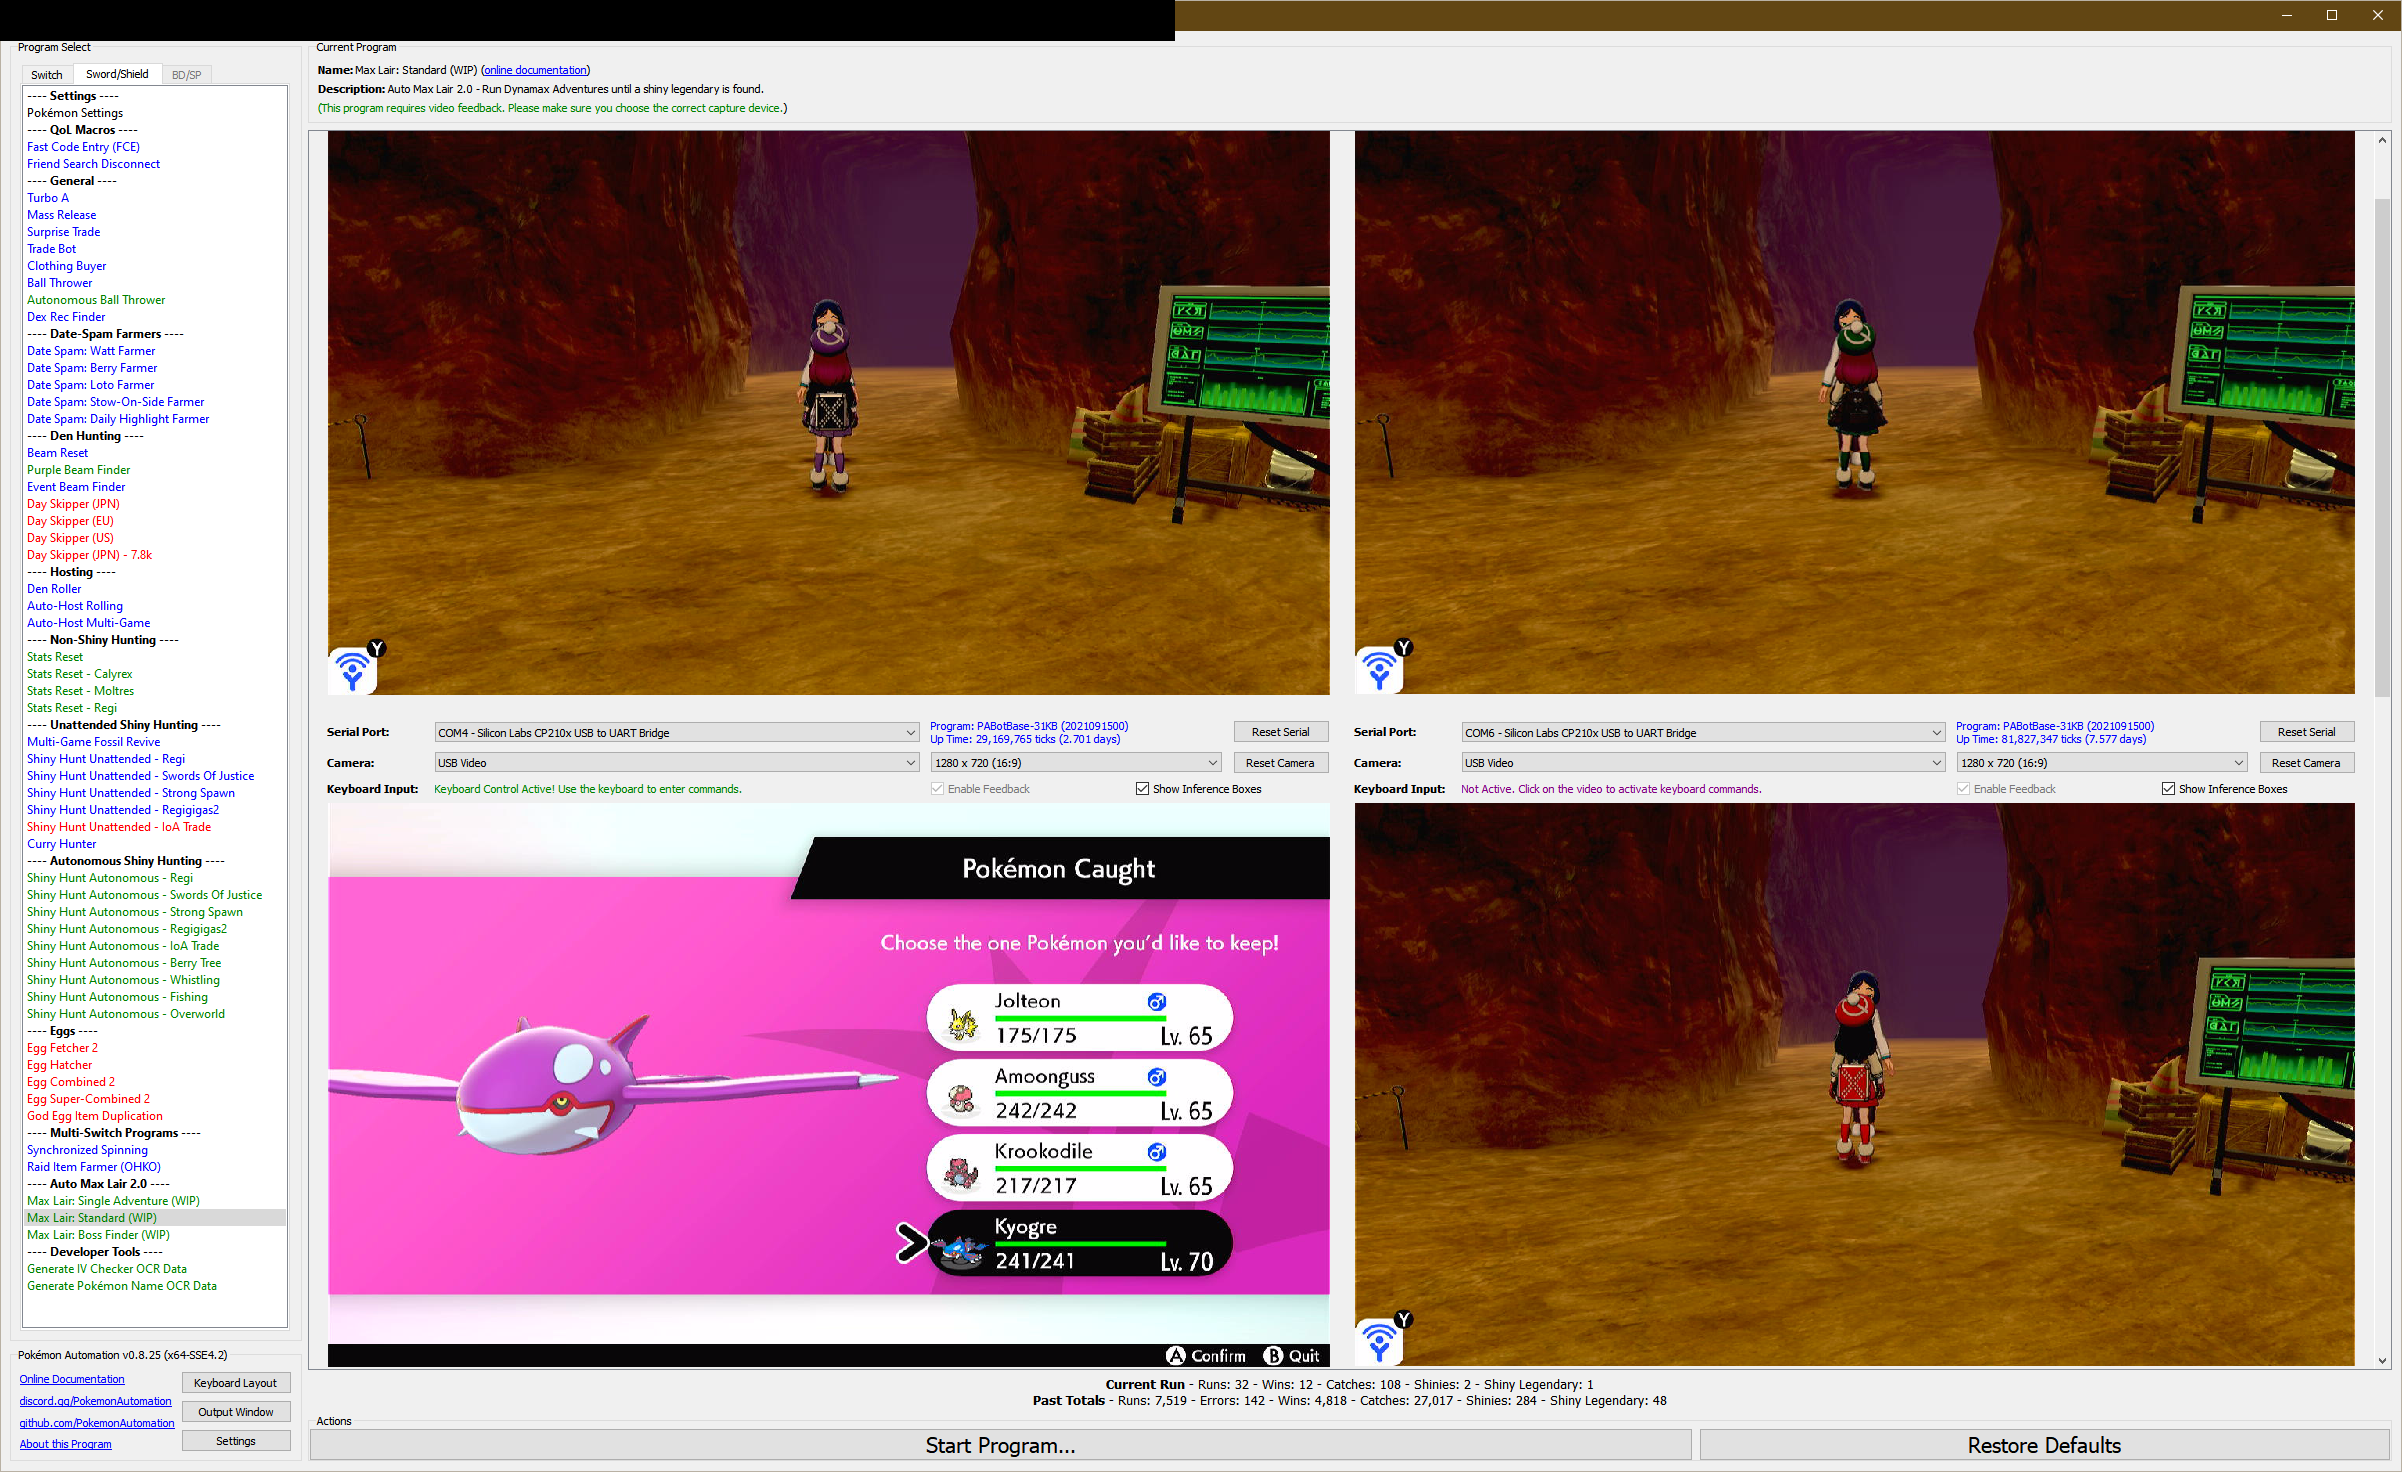 Program Select
Switch
Sword/Shield
BD/SP
---- Settings ----
Pokémon Settings
---- QoL Macros ----
Fast Code Entry (FCE)
Friend Search Disconnect
---- General ----
Turbo A
Mass Release
Surprise Trade
Trade Bot
Clothing Buyer
Ball Thrower
Autonomous Ball Thrower
Dex Rec Finder
---- Date-Spam Farmers ----
Date Spam: Watt Farmer
Date Spam: Berry Farmer
Date Spam: Loto Farmer
Date Spam: Stow-On-Side Farmer
Date Spam: Daily Highlight Farmer
---- Den Hunting ----
Beam Reset
Purple Beam Finder
Event Beam Finder
Day Skipper (JPN)
Day Skipper (EU)
Day Skipper (US)
Day Skipper (JPN) - 7.8k
---- Hosting ----
Den Roller
Auto-Host Rolling
Auto-Host Multi-Game
---- Non-Shiny Hunting ----
Stats Reset
Stats Reset - Calyrex
Stats Reset - Moltres
Stats Reset - Regi
---- Unattended Shiny Hunting ----
Multi-Game Fossil Revive
Shiny Hunt Unattended - Regi
Shiny Hunt Unattended - Swords Of Justice
Shiny Hunt Unattended - Strong Spawn
Shiny Hunt Unattended - Regigigas2
Shiny Hunt Unattended - IoA Trade
Curry Hunter
---- Autonomous Shiny Hunting ----
Shiny Hunt Autonomous - Regi
Shiny Hunt Autonomous - Swords Of Justice
Shiny Hunt Autonomous - Strong Spawn
Shiny Hunt Autonomous - Regigigas2
Shiny Hunt Autonomous - IoA Trade
Shiny Hunt Autonomous - Berry Tree
Shiny Hunt Autonomous - Whistling
Shiny Hunt Autonomous - Fishing
Shiny Hunt Autonomous - Overworld
---- Eggs ----
Egg Fetcher 2
Egg Hatcher
Egg Combined 2
Egg Super-Combined 2
God Egg Item Duplication
---- Multi-Switch Programs ----
Synchronized Spinning
Raid Item Farmer (OHKO)
---- Auto Max Lair 2.0 ----
Max Lair: Single Adventure (WIP)
Max Lair: Standard (WIP)
Max Lair: Boss Finder (WIP)
---- Developer Tools ----
Generate IV Checker OCR Data
Generate Pokémon Name OCR Data
Pokémon Automation v0.8.25 (x64-SSE4.2)
Online Documentation
Keyboard Layout
discord.gg/PokemonAutomation
Output Window
github.com/PokemonAutomation
About this Program
Settings
Current Program
Name: Max Lair: Standard (WIP) (online documentation)
Description: Auto Max Lair 2.0 - Run Dynamax Adventures until a shiny legendary is found.
(This program requires video feedback. Please make sure you choose the correct capture device.)
Y
Y
Serial Port:
COM4 - Silicon Labs CP210x USB to UART Bridge
Program: PABotBase-31KB (2021091500)
Up Time: 29,169,765 ticks (2.701 days)
Reset Serial
Camera:
USB Video
1280 x 720 (16:9)
Reset Camera
Keyboard Input:
Keyboard Control Active! Use the keyboard to enter commands.
Enable Feedback
Show Inference Boxes
Serial Port:
COM6 - Silicon Labs CP210x USB to UART Bridge
Program: PABotBase-31KB (2021091500)
Up Time: 81,827,347 ticks (7.577 days)
Reset Serial
Camera:
USB Video
1280 x 720 (16:9)
Reset Camera
Keyboard Input:
Not Active. Click on the video to activate keyboard commands.
Enable Feedback
Show Inference Boxes
Pokémon Caught
Choose the one Pokémon you'd like to keep!
Jolteon
175/175
Lv. 65
Amoonguss
242/242
Lv. 65
Krookodile
217/217
Lv. 65
Kyogre
241/241
Lv. 70
A Confirm
B Quit
Y
Current Run - Runs: 32 - Wins: 12 - Catches: 108 - Shinies: 2 - Shiny Legendary: 1
Past Totals - Runs: 7,519 - Errors: 142 - Wins: 4,818 - Catches: 27,017 - Shinies: 284 - Shiny Legendary: 48
Actions
Start Program...
Restore Defaults